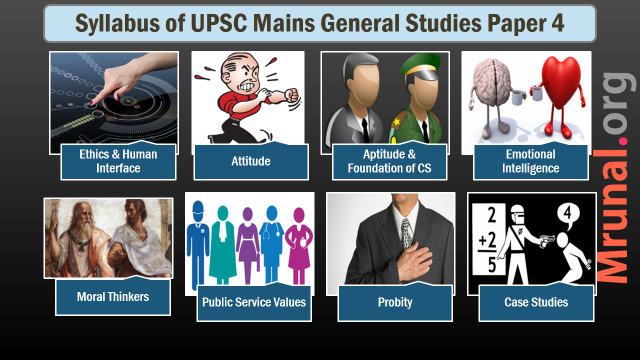 Syllabus of UPSC Mains General Studies Paper 4
Ethics & Human
Interface
Attitude
Aptitude &
Foundation of CS
Emotional
Intelligence
Moral Thinkers
Public Service Values
Probity
2
+2
5
4
Case Studies
Mrunal.org